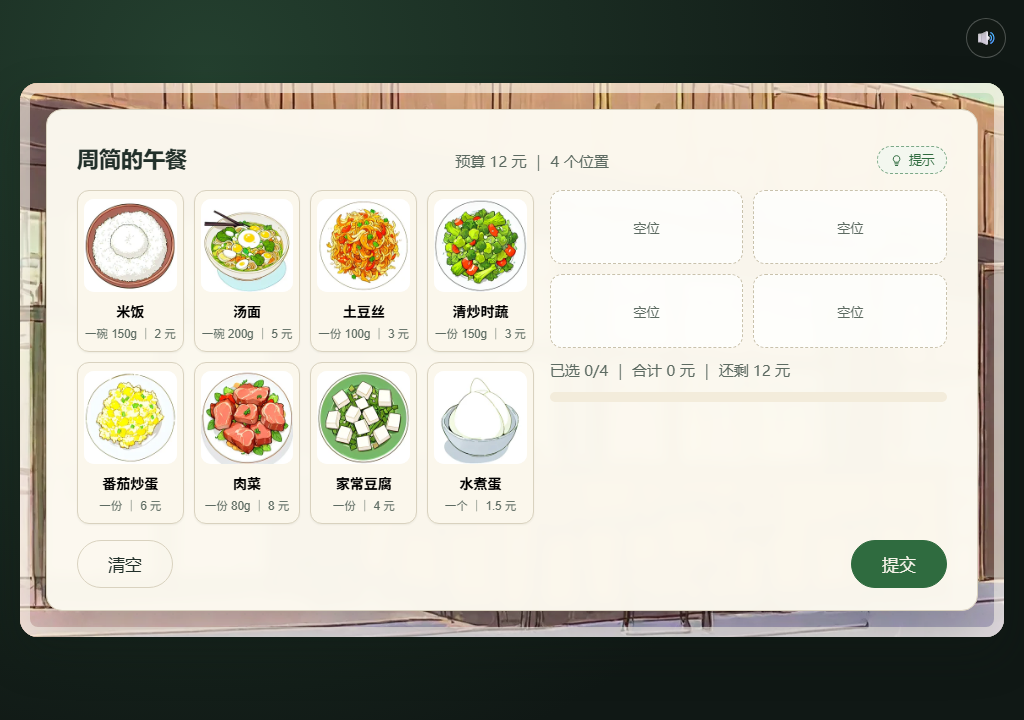 周简的午餐
预算 12 元 | 4 个位置
提示
米饭
一碗 150g | 2 元
汤面
一碗 200g | 5 元
土豆丝
一份 100g | 3 元
清炒时蔬
一份 150g | 3 元
番茄炒蛋
一份 | 6 元
肉菜
一份 80g | 8 元
家常豆腐
一份 | 4 元
水煮蛋
一个 | 1.5 元
空位
空位
空位
空位
已选 0/4 | 合计 0 元 | 还剩 12 元
清空
提交